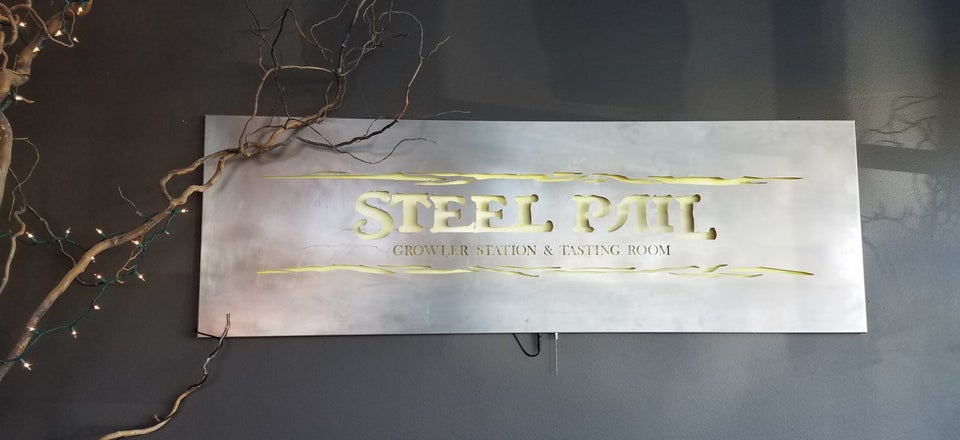 STEEL PAIL
GROWLER STATION & TASTING ROOM